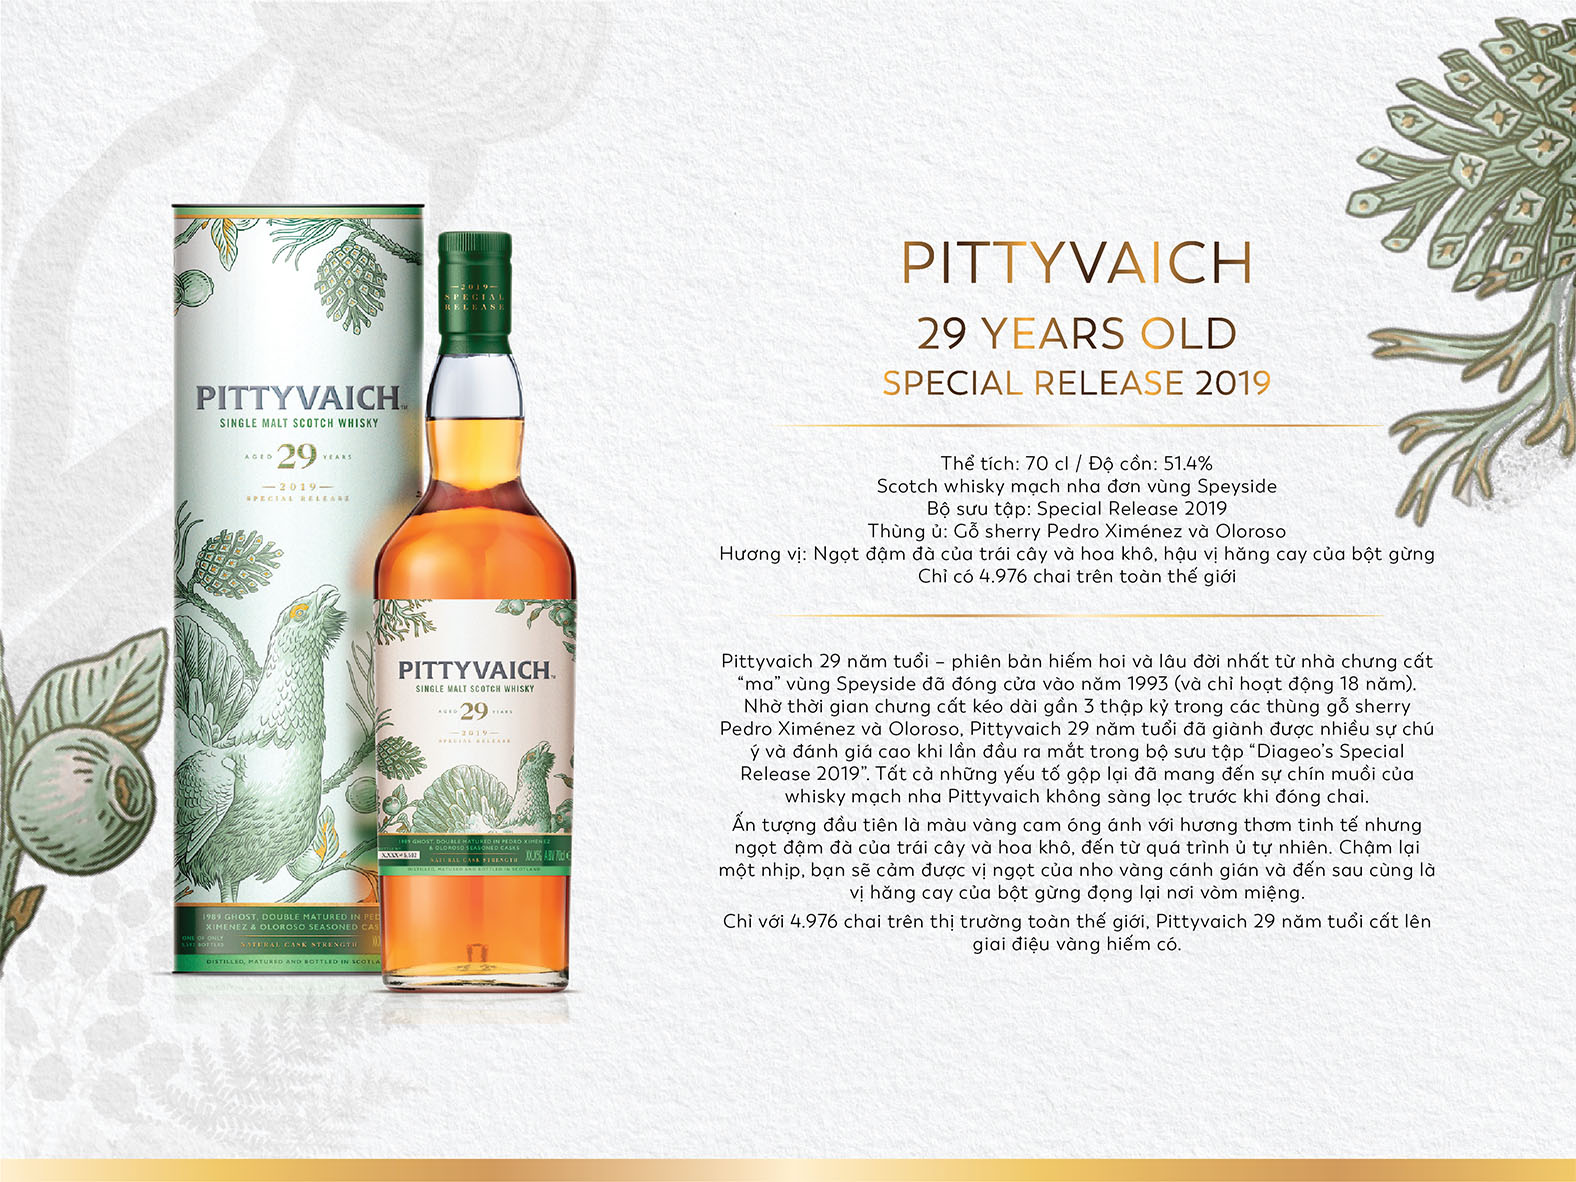 PITTYVAICH
29 YEARS OLD
SPECIAL RELEASE 2019
Thể tích: 70 cl / Độ cồn: 51.4%
Scotch whisky mạch nha đơn vùng Speyside
Bộ sưu tập: Special Release 2019
Thùng ủ: Gỗ sherry Pedro Ximénez và Oloroso
Hương vị: Ngọt đậm đà của trái cây và hoa khô, hậu vị hăng cay của bột gừng
Chỉ có 4.976 chai trên toàn thế giới
Pittyvaich 29 năm tuổi – phiên bản hiếm hoi và lâu đời nhất từ nhà chưng cất
“ma” vùng Speyside đã đóng cửa vào năm 1993 (và chỉ hoạt động 18 năm).
Nhờ thời gian chưng cất kéo dài gần 3 thập kỷ trong các thùng gỗ sherry
Pedro Ximénez và Oloroso, Pittyvaich 29 năm tuổi đã giành được nhiều sự chú
ý và đánh giá cao khi lần đầu ra mắt trong bộ sưu tập “Diageo’s Special
Release 2019”. Tất cả những yếu tố gộp lại đã mang đến sự chín muồi của
whisky mạch nha Pittyvaich không sàng lọc trước khi đóng chai.
Ấn tượng đầu tiên là màu vàng cam óng ánh với hương thơm tinh tế nhưng
ngọt đậm đà của trái cây và hoa khô, đến từ quá trình ủ tự nhiên. Chậm lại
một nhịp, bạn sẽ cảm được vị ngọt của nho vàng cánh gián và đến sau cùng là
vị hăng cay của bột gừng đọng lại nơi vòm miệng.
Chỉ với 4.976 chai trên thị trường toàn thế giới, Pittyvaich 29 năm tuổi cất lên
giai điệu vàng hiếm có.
PITTYVAICH™
SINGLE MALT SCOTCH WHISKY
AGED 29 YEARS
—2019—
SPECIAL RELEASE
1989 GHOST, DOUBLE MATURED IN PED
XIMENEZ & OLOROSO SEASONED CAS
ONE OF ONLY
NATURAL CASK STRENGTH
DISTILLED, MATURED AND BOTTLED IN SCOTLA
—2019—
SPECIAL
RELEASE
PITTYVAICH™
SINGLE MALT SCOTCH WHISKY
AGED 29 YEARS
—2019—
SPECIAL RELEASE
1989 GHOST, DOUBLE MATURED IN PEDRO XIMENEZ
& OLOROSO SEASONED CASKS
NATURAL CASK STRENGTH
XX.X% ABV 70cl
DISTILLED, MATURED AND BOTTLED IN SCOTLAND